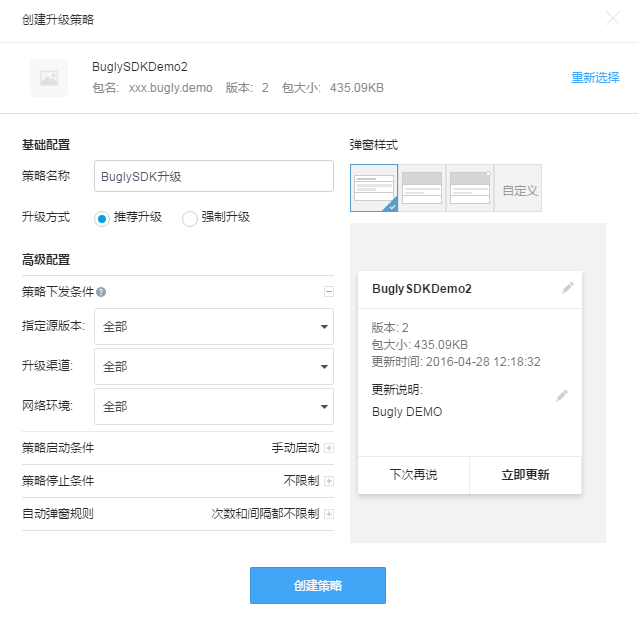 创建升级策略
BuglySDKDemo2
包名: xxx.bugly.demo 版本: 2 包大小: 435.09KB
重新选择
基础配置
策略名称 BuglySDK升级
升级方式 推荐升级 强制升级
高级配置
策略下发条件
指定源版本: 全部
升级渠道: 全部
网络环境: 全部
策略启动条件 手动启动
策略停止条件 不限制
自动弹窗规则 次数和间隔都不限制
弹窗样式
自定义
BuglySDKDemo2
版本: 2
包大小: 435.09KB
更新时间: 2016-04-28 12:18:32
更新说明:
Bugly DEMO
下次再说 立即更新
创建策略